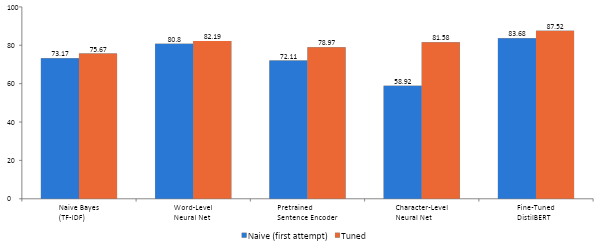 100
80
60
40
20
0
73.17
75.67
80.8
82.19
72.11
78.97
58.92
81.58
83.68
87.52
Naive Bayes
(TF-IDF)
Word-Level
Neural Net
Pretrained
Sentence Encoder
Character-Level
Neural Net
Fine-Tuned
DistilBERT
Naive (first attempt)
Tuned